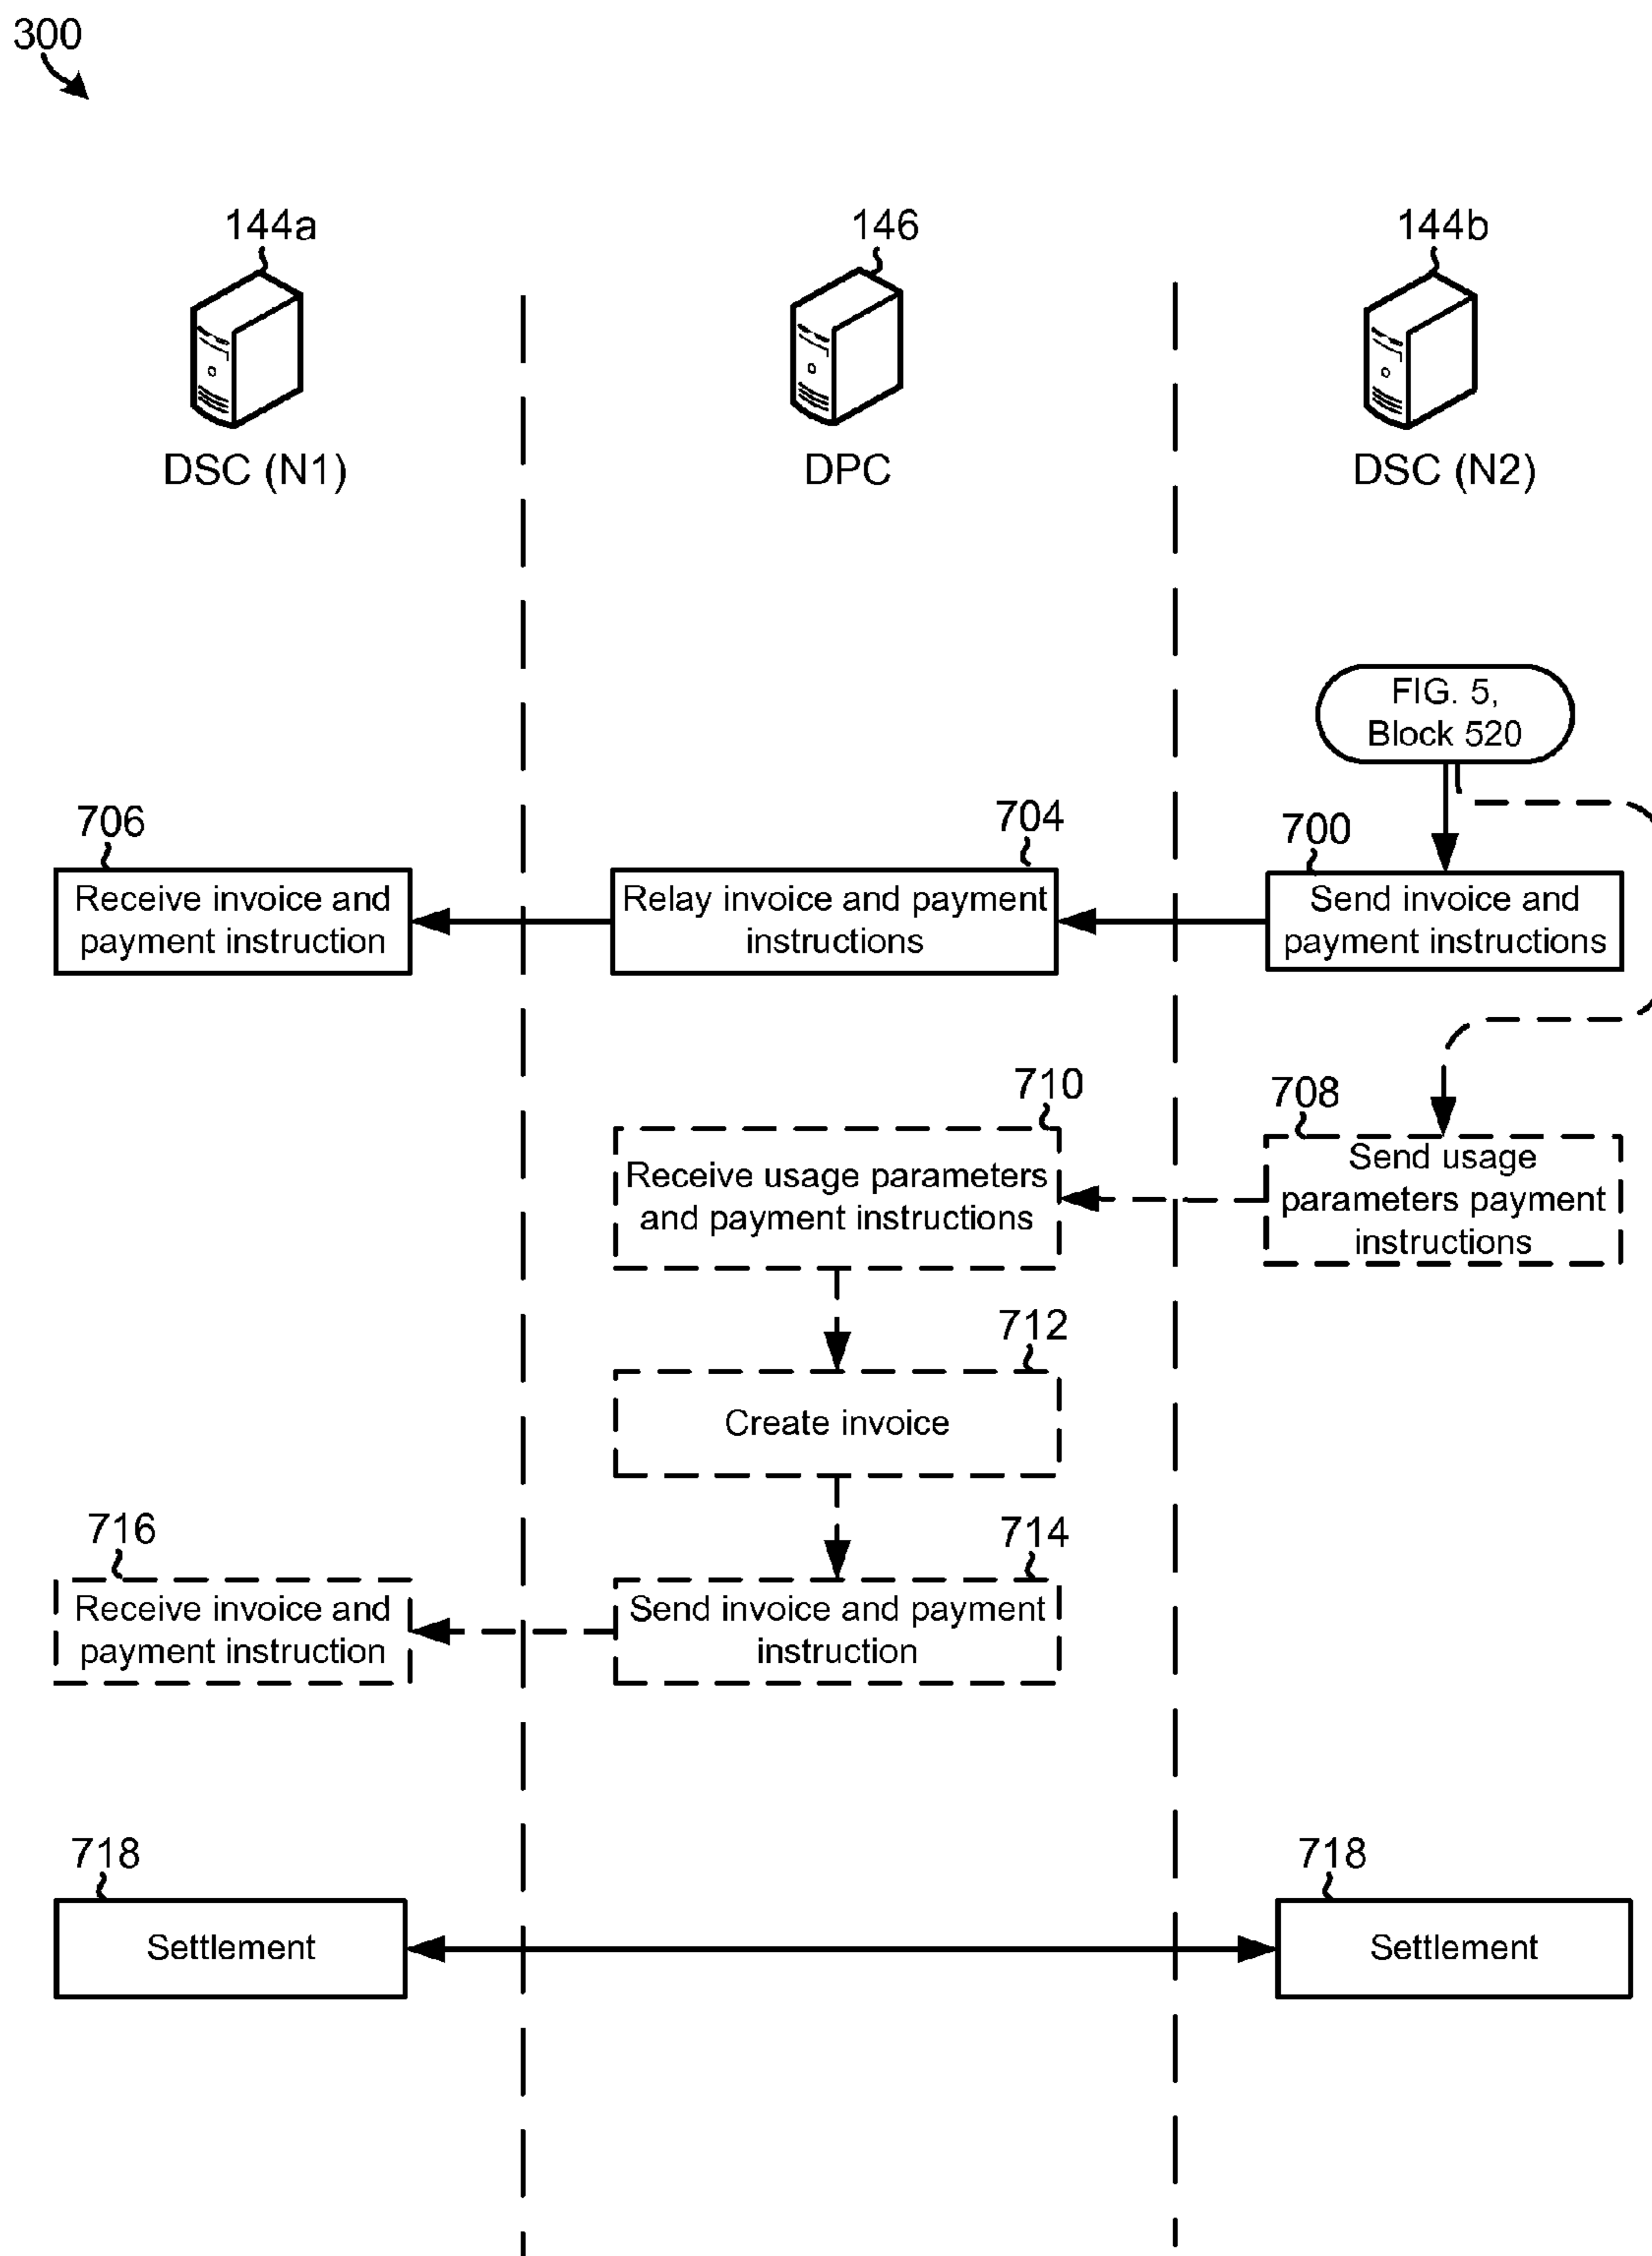 300
144a
146
144b
DSC (N1)
DPC
DSC (N2)
FIG. 5,
Block 520
706
704
700
Receive invoice and
payment instruction
Relay invoice and payment
instructions
Send invoice and
payment instructions
710
708
Receive usage parameters
and payment instructions
Send usage
parameters payment
instructions
712
Create invoice
716
714
Receive invoice and
payment instruction
Send invoice and payment
instruction
718
718
Settlement
Settlement